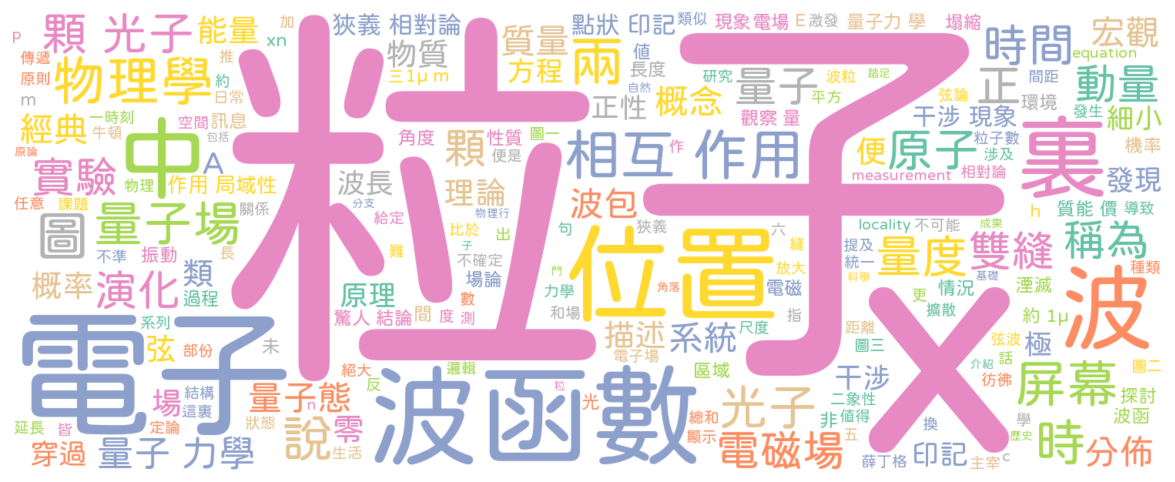 粒子
x
電子
波函數
位置
波
裏
中
兩
時間
宏觀
動量
細小
發現
稱為
屏幕
時
分佈
印記
電磁場
光子
干涉
系統
描述
量度
雙縫
原子
便
正
相互 作用
量子
概念
質量
方程
物質
狹義 相對論
點狀 印記
類似
現象
電場
E
激發
量子力 學
塌縮
顆 光子
能量
加
p
傳遞
原則
推
約
xn
日常
物理學
m
經典
一時刻
牛頓
空間
訊息
包括
原論
實驗
物理
A
作用 局域性
任意
課題
圖
量子場
關係
不準
振動
長
概率
演化
類
過程
系列
弦
部份
未
場
結構
這裏
量子態
n
延長
皆
定論
狀態
穿過
量子 力學
說
生活
零
反
絕大
邏輯
驚人 結論
原理
間
度
數
測
場論
不確定
子
比於
難
給定
分支
物理行
理論
波長
顆
角度
性質
圖一
便是
三
1μ m
值
長度
自然
正性
研究
波粒
踏足
間距
equation
平方
弦論
發生
環境
觀察 量
干涉 現象
粒子數
涉及
機率
作
measurement
相對論
h
質能 價
導致
locality
不可能
成果
提及
統一
種類
科學
基礎
情況
更
湮滅
擴散
約 1μ
極
弦波
話
圖二
介紹
彷彿
探討
距離
圖三
二象性
非
值得
波函
五
換
學
歷史
薛丁格
主宰
c
總和
顯示
光
粒
區域
尺度
指
電磁
角落
放大
縫
六
狹義
句
出
波包
力學
門
和場
電子場